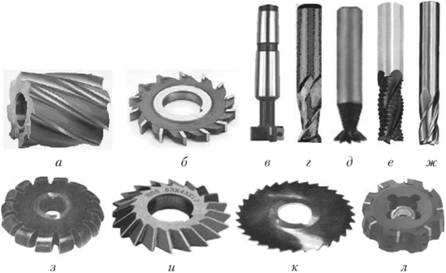 а б в г д е ж
з и к л